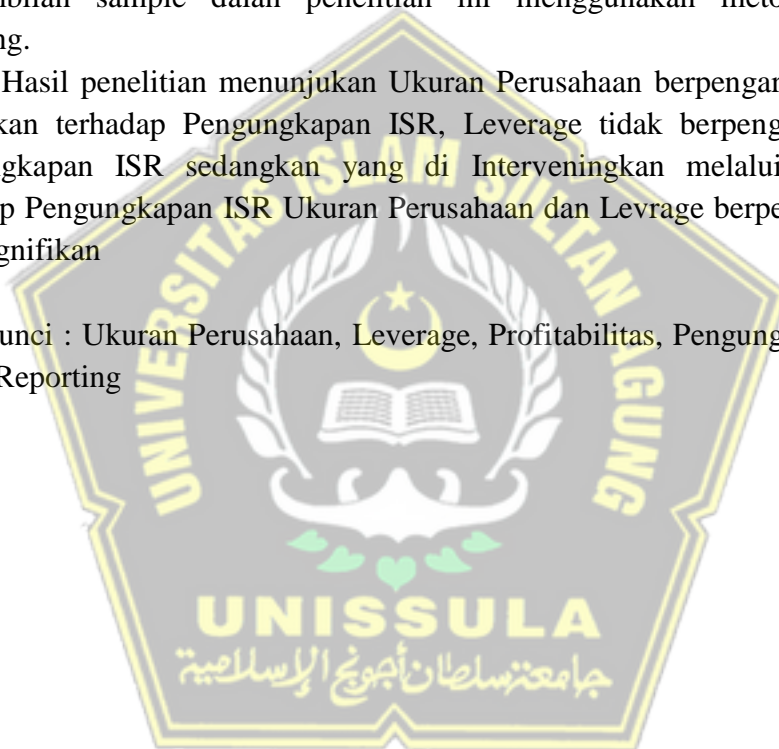 mbilan sample dalan penelitian ini menggunakan meto
ng.
Hasil penelitian menunjukan Ukuran Perusahaan berpengar
kan terhadap Pengungkapan ISR, Leverage tidak berpeng
gkapan ISR sedangkan yang di Interveningkan melalui
p Pengungkapan ISR Ukuran Perusahaan dan Levrage berpe
gnifikan
unci : Ukuran Perusahaan, Leverage, Profitabilitas, Pengung
Reporting
UNIVERSITAS ISLAM SULTAN AGUNG
UNISSULA
جامعة سلطان أجونج الإسلامية